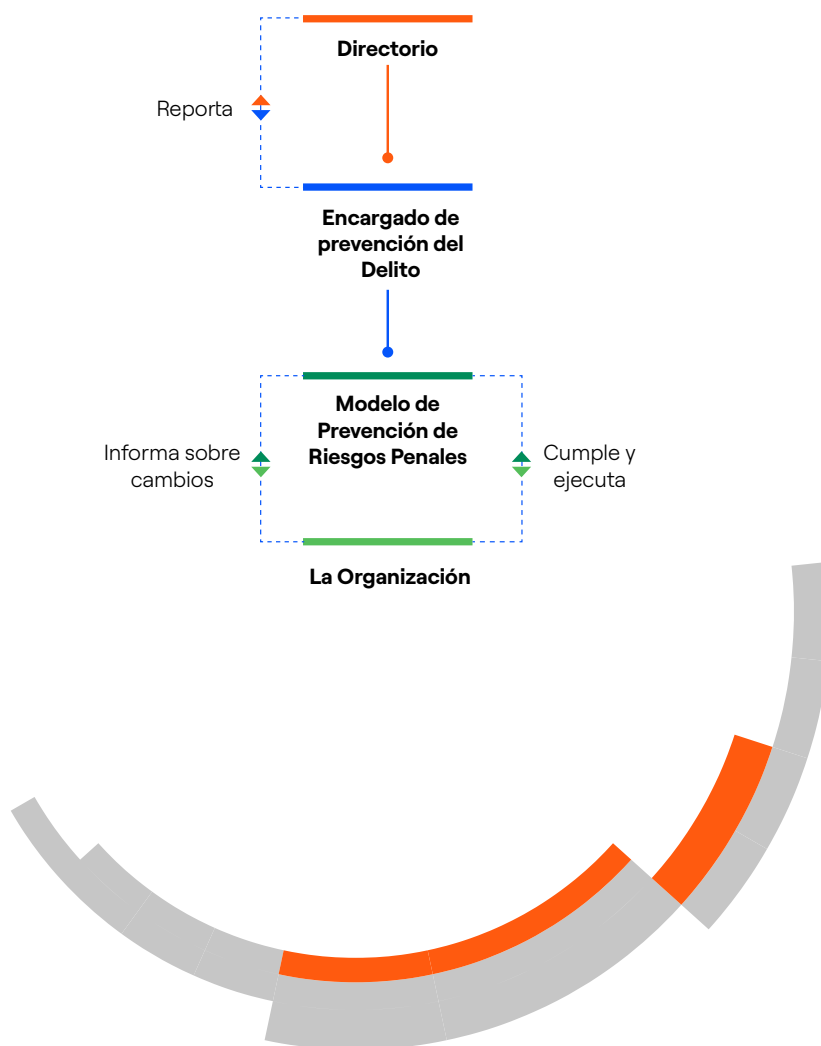 Directorio
Reporta
Encargado de
prevención del
Delito
Modelo de
Prevención de
Riesgos Penales
Informa sobre
cambios
Cumple y
ejecuta
La Organización